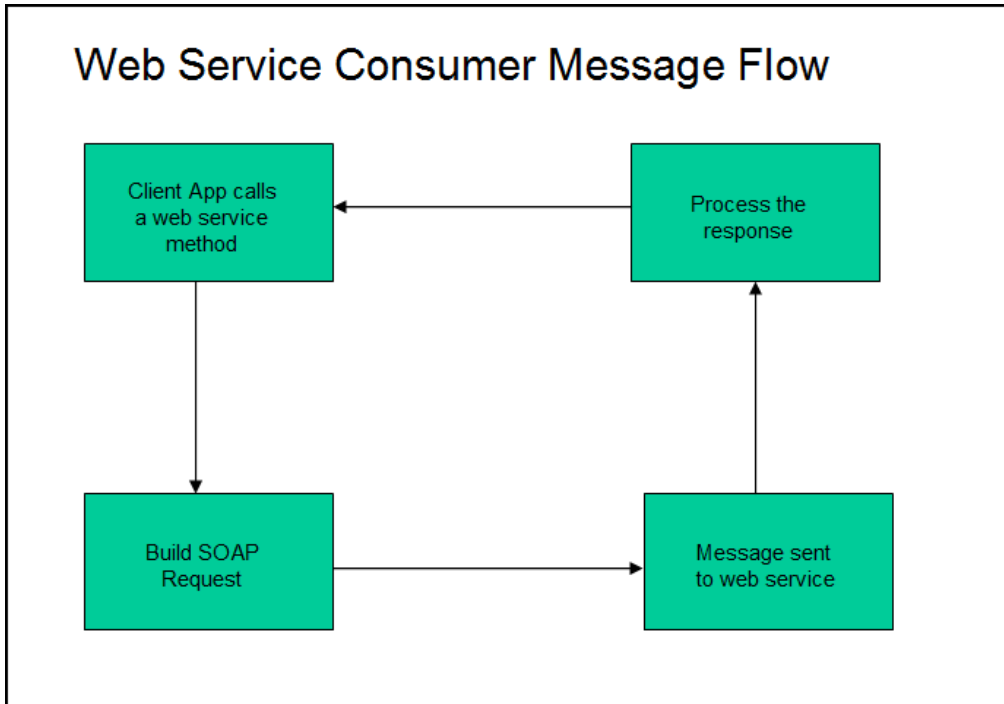 Web Service Consumer Message Flow
Client App calls
a web service
method
Process the
response
Build SOAP
Request
Message sent
to web service